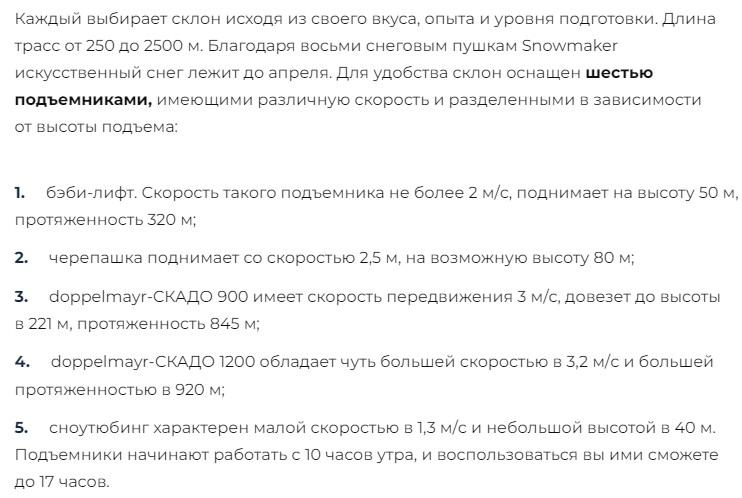 Каждый выбирает склон исходя из своего вкуса, опыта и уровня подготовки. Длина
трасс от 250 до 2500 м. Благодаря восьми снеговым пушкам Snowmaker
искусственный снег лежит до апреля. Для удобства склон оснащен шестью
подъемниками, имеющими различную скорость и разделенными в зависимости
от высоты подъема:
1. бэби-лифт. Скорость такого подъемника не более 2 м/с, поднимает на высоту 50 м,
протяженность 320 м;
2. черепашка поднимает со скоростью 2,5 м, на возможную высоту 80 м;
3. doppelmayr-СКАДО 900 имеет скорость передвижения 3 м/с, довезет до высоты
в 221 м, протяженность 845 м;
4. doppelmayr-СКАДО 1200 обладает чуть большей скоростью в 3,2 м/с и большей
протяженностью в 920 м;
5. сноутюбинг характерен малой скоростью в 1,3 м/с и небольшой высотой в 40 м.
Подъемники начинают работать с 10 часов утра, и воспользоваться вы ими сможете
до 17 часов.